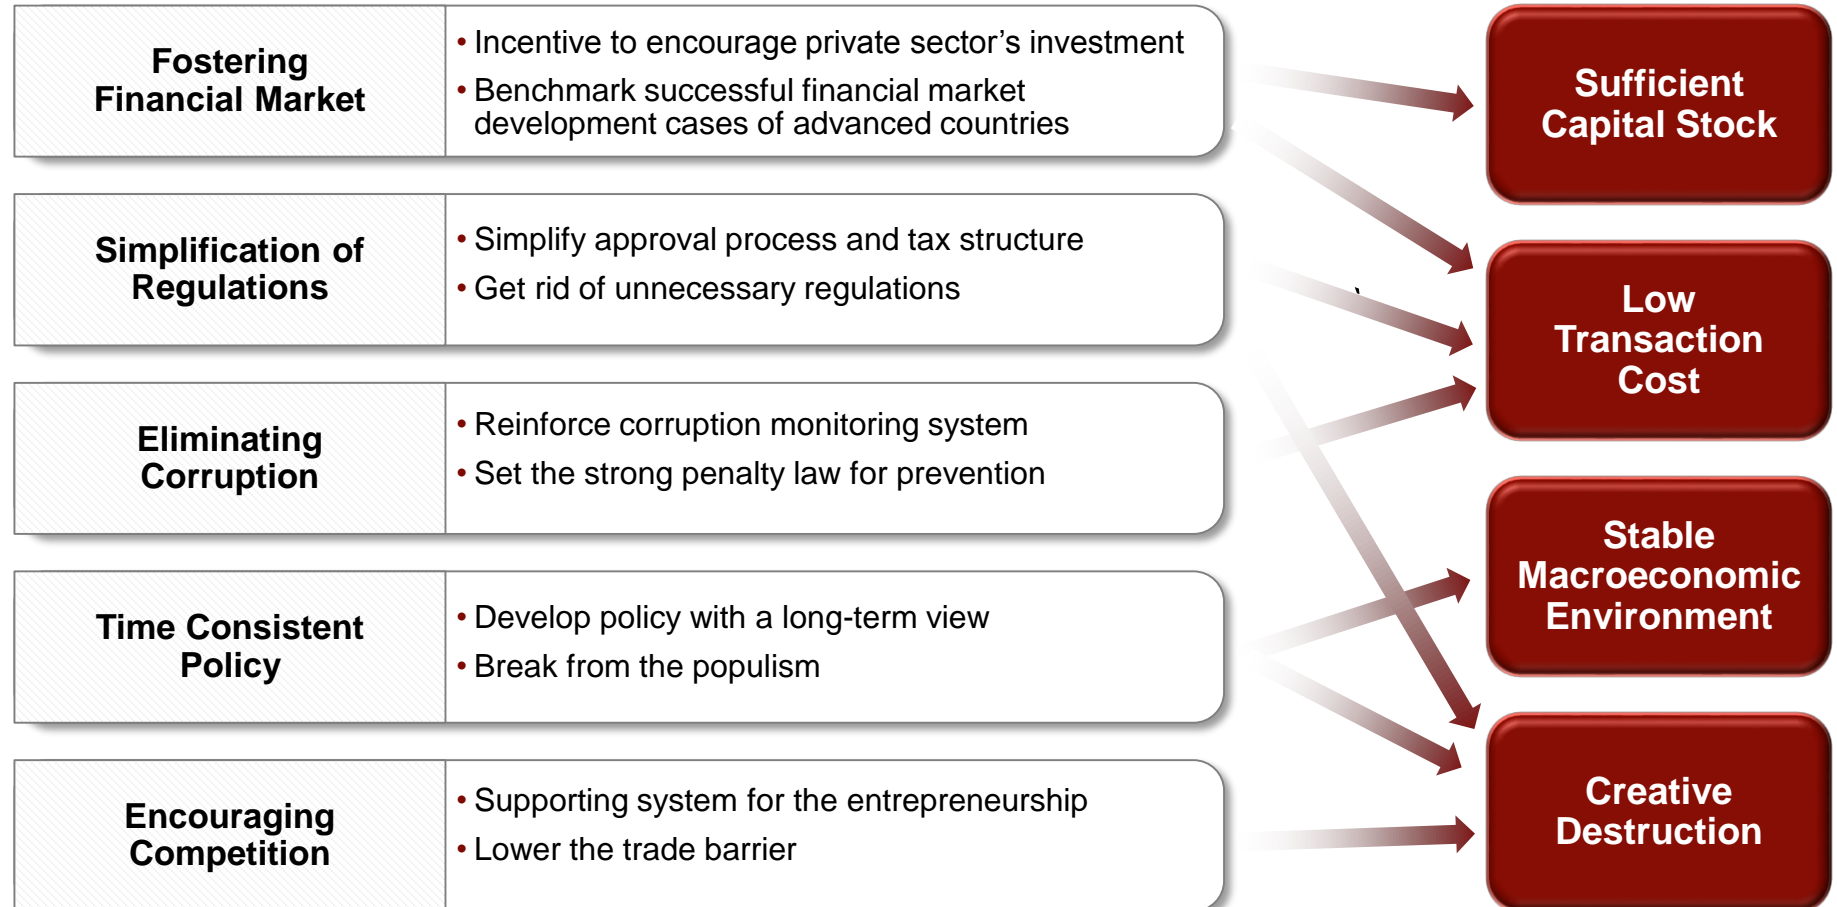 Fostering
Financial Market
• Incentive to encourage private sector’s investment
• Benchmark successful financial market
development cases of advanced countries
Simplification of
Regulations
• Simplify approval process and tax structure
• Get rid of unnecessary regulations
Eliminating
Corruption
• Reinforce corruption monitoring system
• Set the strong penalty law for prevention
Time Consistent
Policy
• Develop policy with a long-term view
• Break from the populism
Encouraging
Competition
• Supporting system for the entrepreneurship
• Lower the trade barrier
Sufficient
Capital Stock
Low
Transaction
Cost
Stable
Macroeconomic
Environment
Creative
Destruction